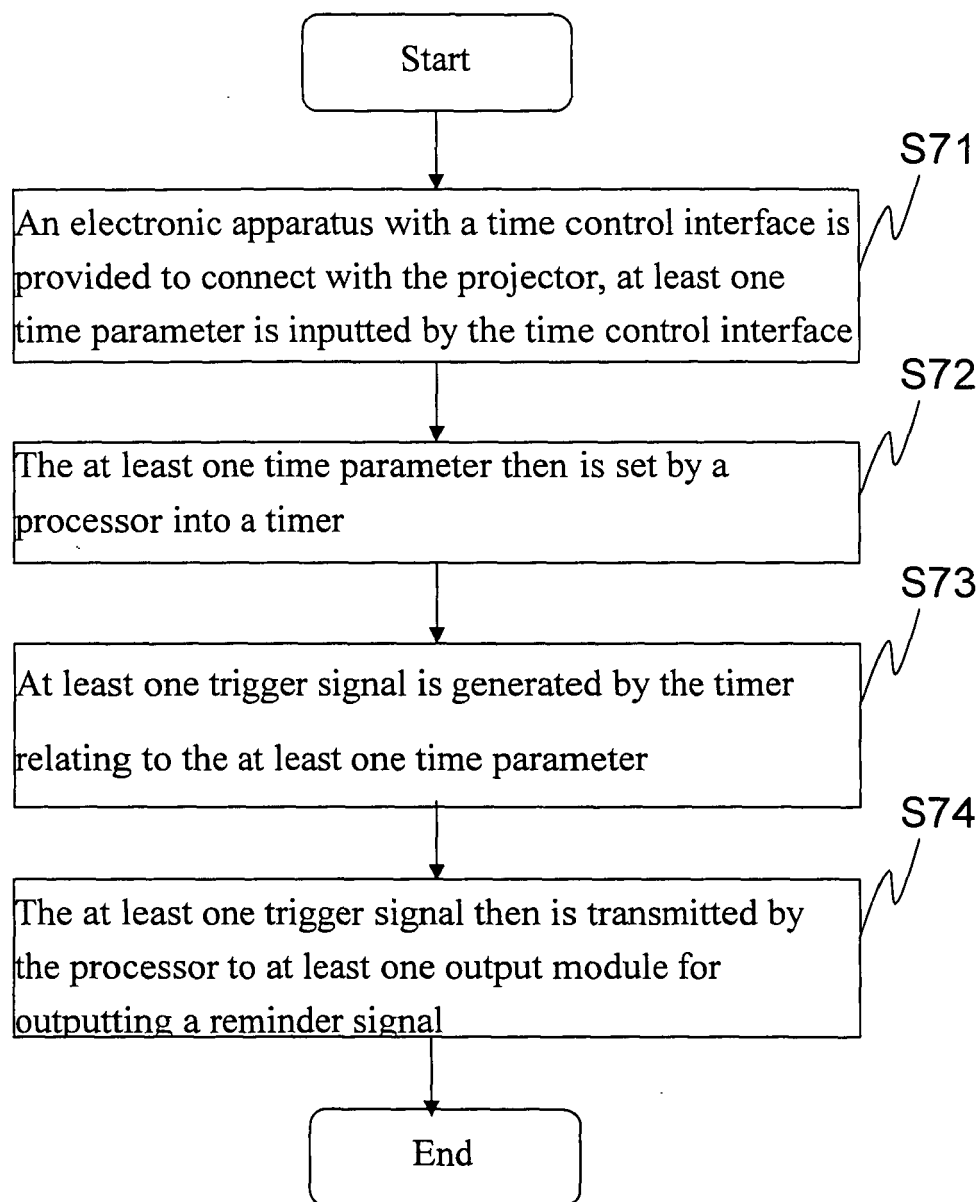 Start
S71
An electronic apparatus with a time control interface is
provided to connect with the projector, at least one
time parameter is inputted by the time control interface
S72
The at least one time parameter then is set by a
processor into a timer
S73
At least one trigger signal is generated by the timer
relating to the at least one time parameter
S74
The at least one trigger signal then is transmitted by
the processor to at least one output module for
outputting a reminder signal
End